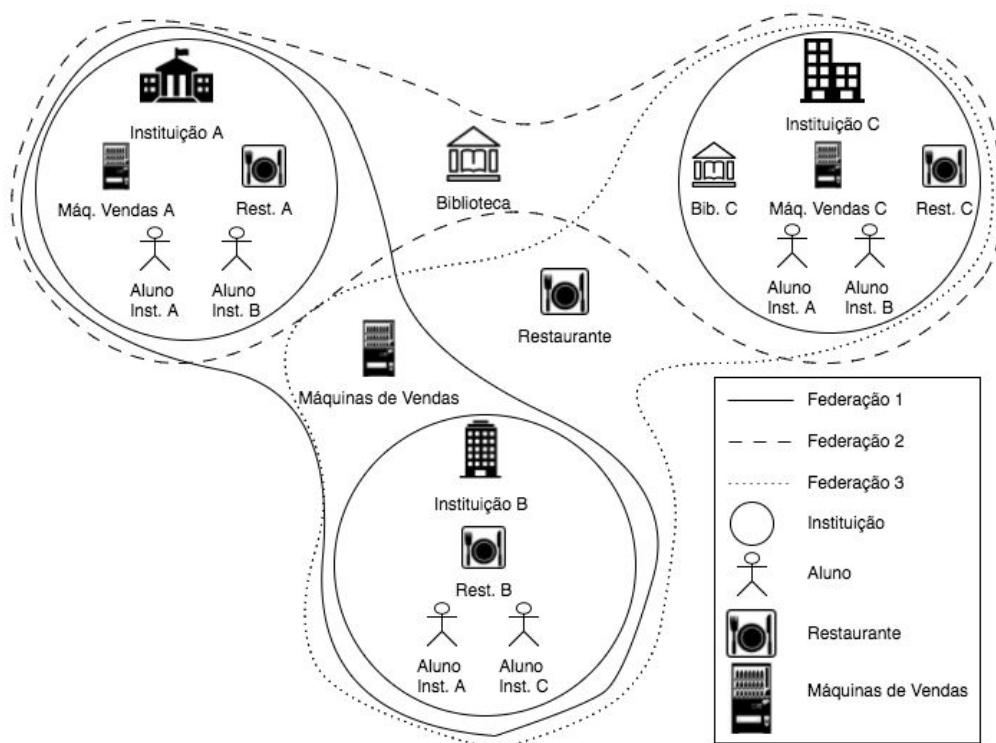 Instituição A
Máq. Vendas A
Rest. A
Aluno
Inst. A
Aluno
Inst. B
Biblioteca
Instituição C
Bib. C
Máq. Vendas C
Rest. C
Aluno
Inst. A
Aluno
Inst. B
Restaurante
Máquinas de Vendas
Instituição B
Rest. B
Aluno
Inst. A
Aluno
Inst. C
Federação 1
Federação 2
Federação 3
Instituição
Aluno
Restaurante
Máquinas de Vendas